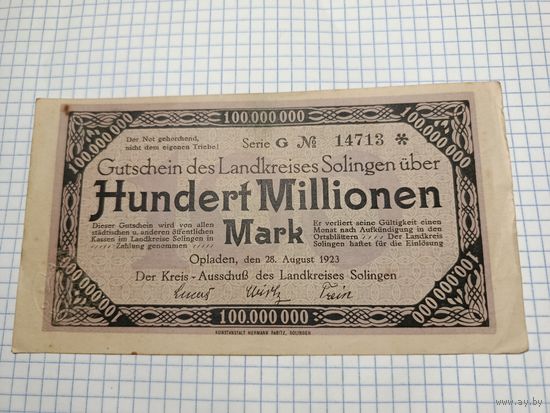 100.000.000
Der Not gehorchend,
nicht dem eigenen Triebe!
Serie G № 14713 *
Gutschein des Landkreises Solingen über
Hundert Millionen
Mark
Dieser Gutschein wird von allen
städtischen u. anderen öffentlichen
Kassen im Landkreise Solingen in
Zahlung genommen
Er verliert seine Gültigkeit einen
Monat nach Aufkündigung in den
Ortsblättern. Der Landkreis
Solingen haftet für die Einlösung
Opladen, den 28. August 1923
Der Kreis-Ausschuß des Landkreises Solingen
100.000.000
100.000.000
100.000.000
100.000.000
100.000.000
KUNSTANSTALT HERMANN RABITZ, SOLINGEN
www.ay.by